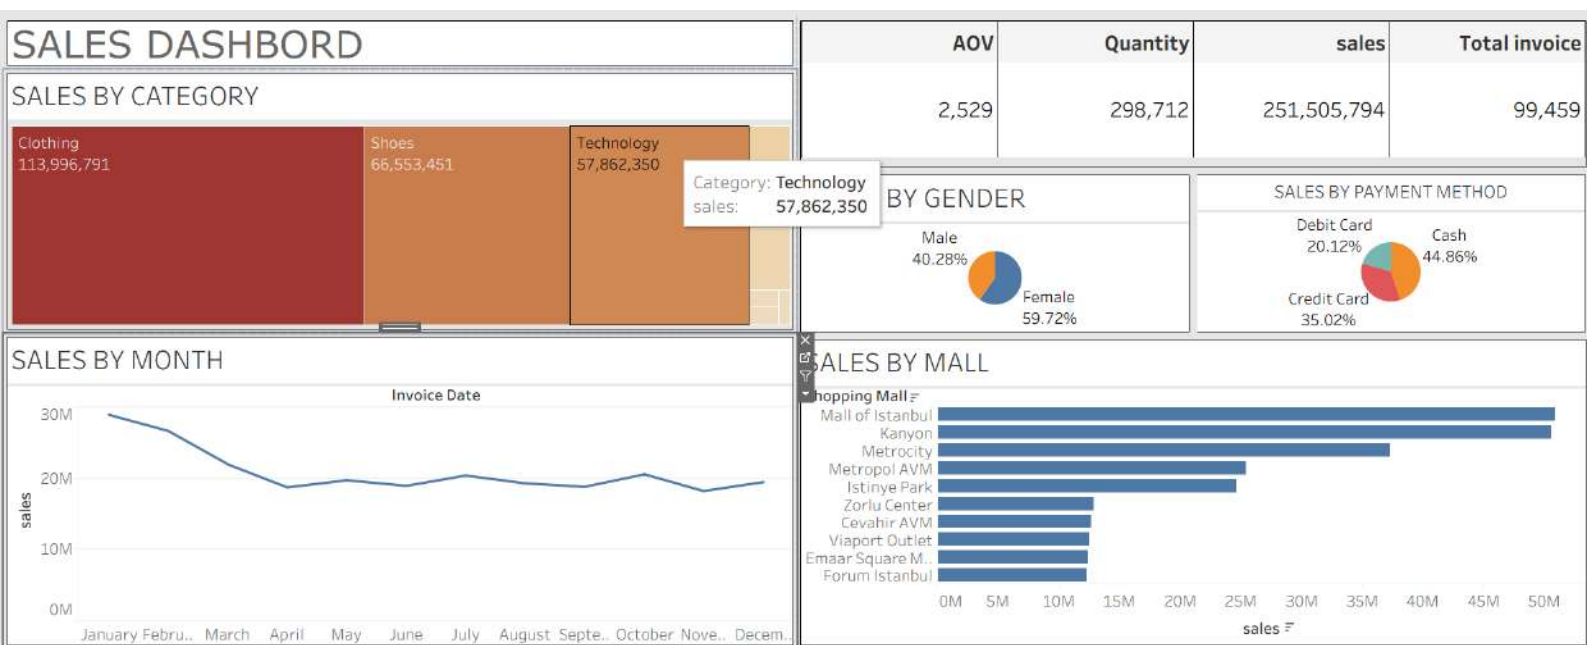 SALES DASHBORD
AOV Quantity sales Total invoice
2,529 298,712 251,505,794 99,459
SALES BY CATEGORY
Clothing
113,996,791
Shoes
66,553,451
Technology
57,862,350
Category: Technology
sales: 57,862,350
BY GENDER
Male
40.28%
Female
59.72%
SALES BY PAYMENT METHOD
Debit Card
20.12%
Cash
44.86%
Credit Card
35.02%
SALES BY MONTH
Invoice Date
sales
30M
20M
10M
0M
January Febru.. March April May June July August Septe.. October Nove.. Decem..
SALES BY MALL
hopping Mall
Mall of Istanbul
Kanyon
Metrocity
Metropol AVM
Istinye Park
Zorlu Center
Cevahir AVM
Viaport Outlet
Emaar Square M..
Forum Istanbul
0M 5M 10M 15M 20M 25M 30M 35M 40M 45M 50M
sales